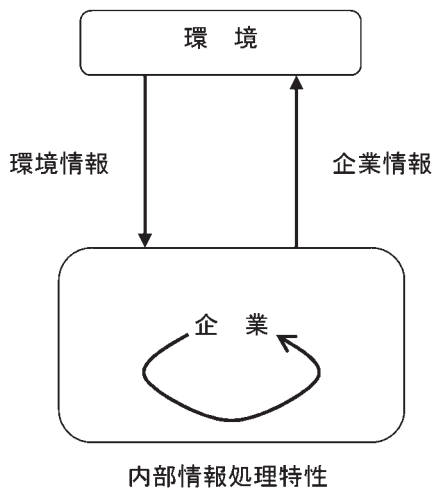 環　境
環境情報
企業情報
企　業
内部情報処理特性